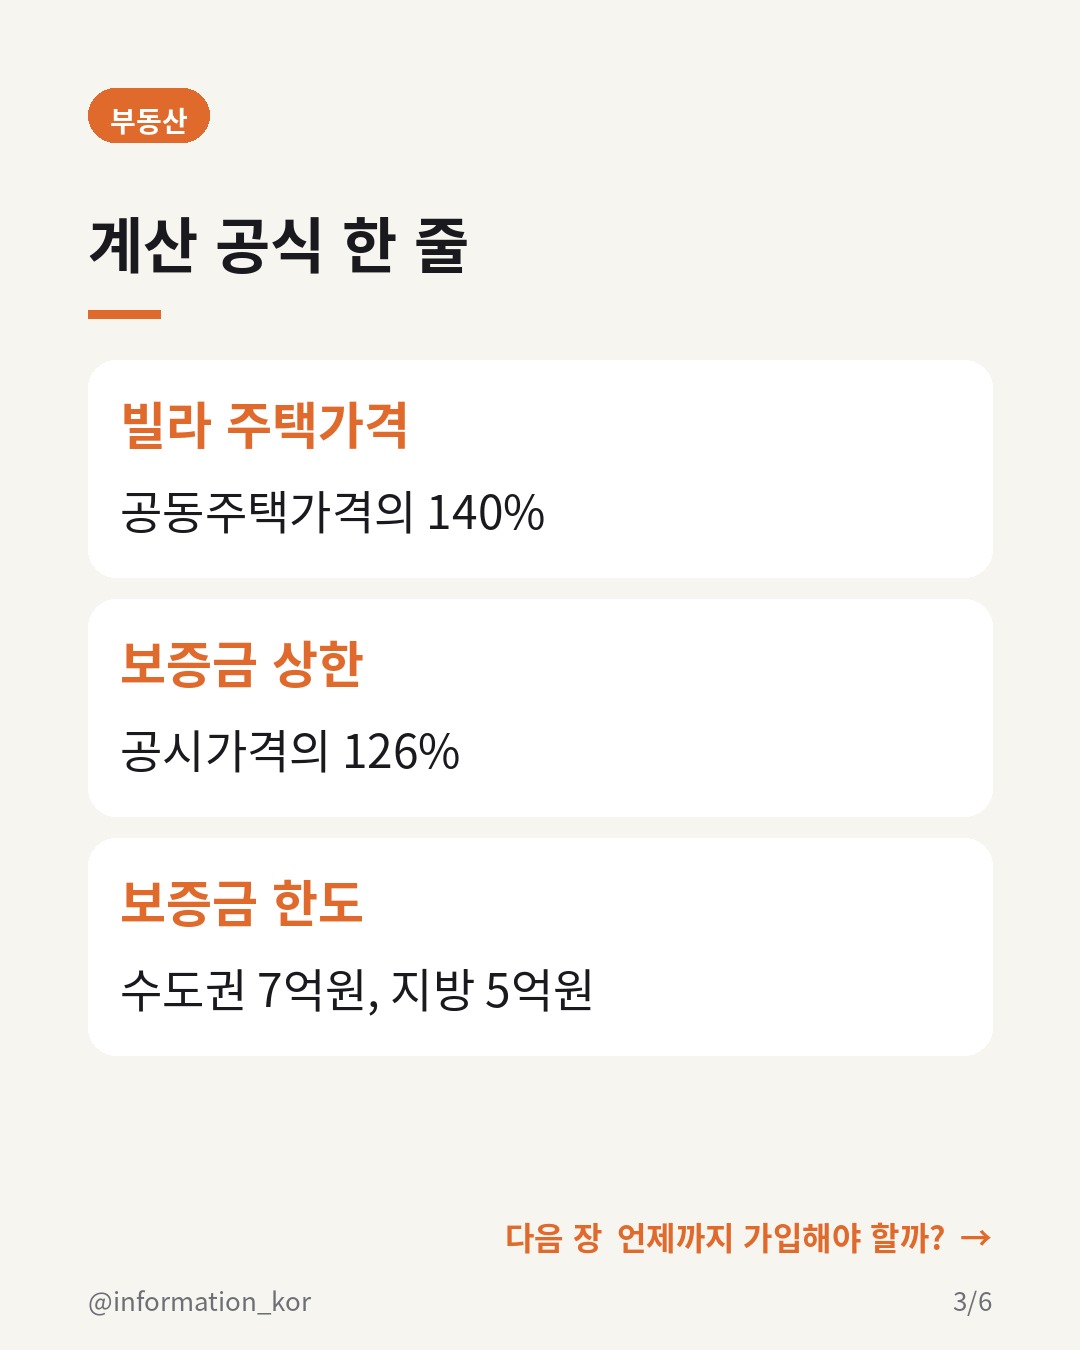 부동산
계산 공식 한 줄
빌라 주택가격
공동주택가격의 140%
보증금 상한
공시가격의 126%
보증금 한도
수도권 7억원, 지방 5억원
다음 장 언제까지 가입해야 할까? →
@information_kor
3/6